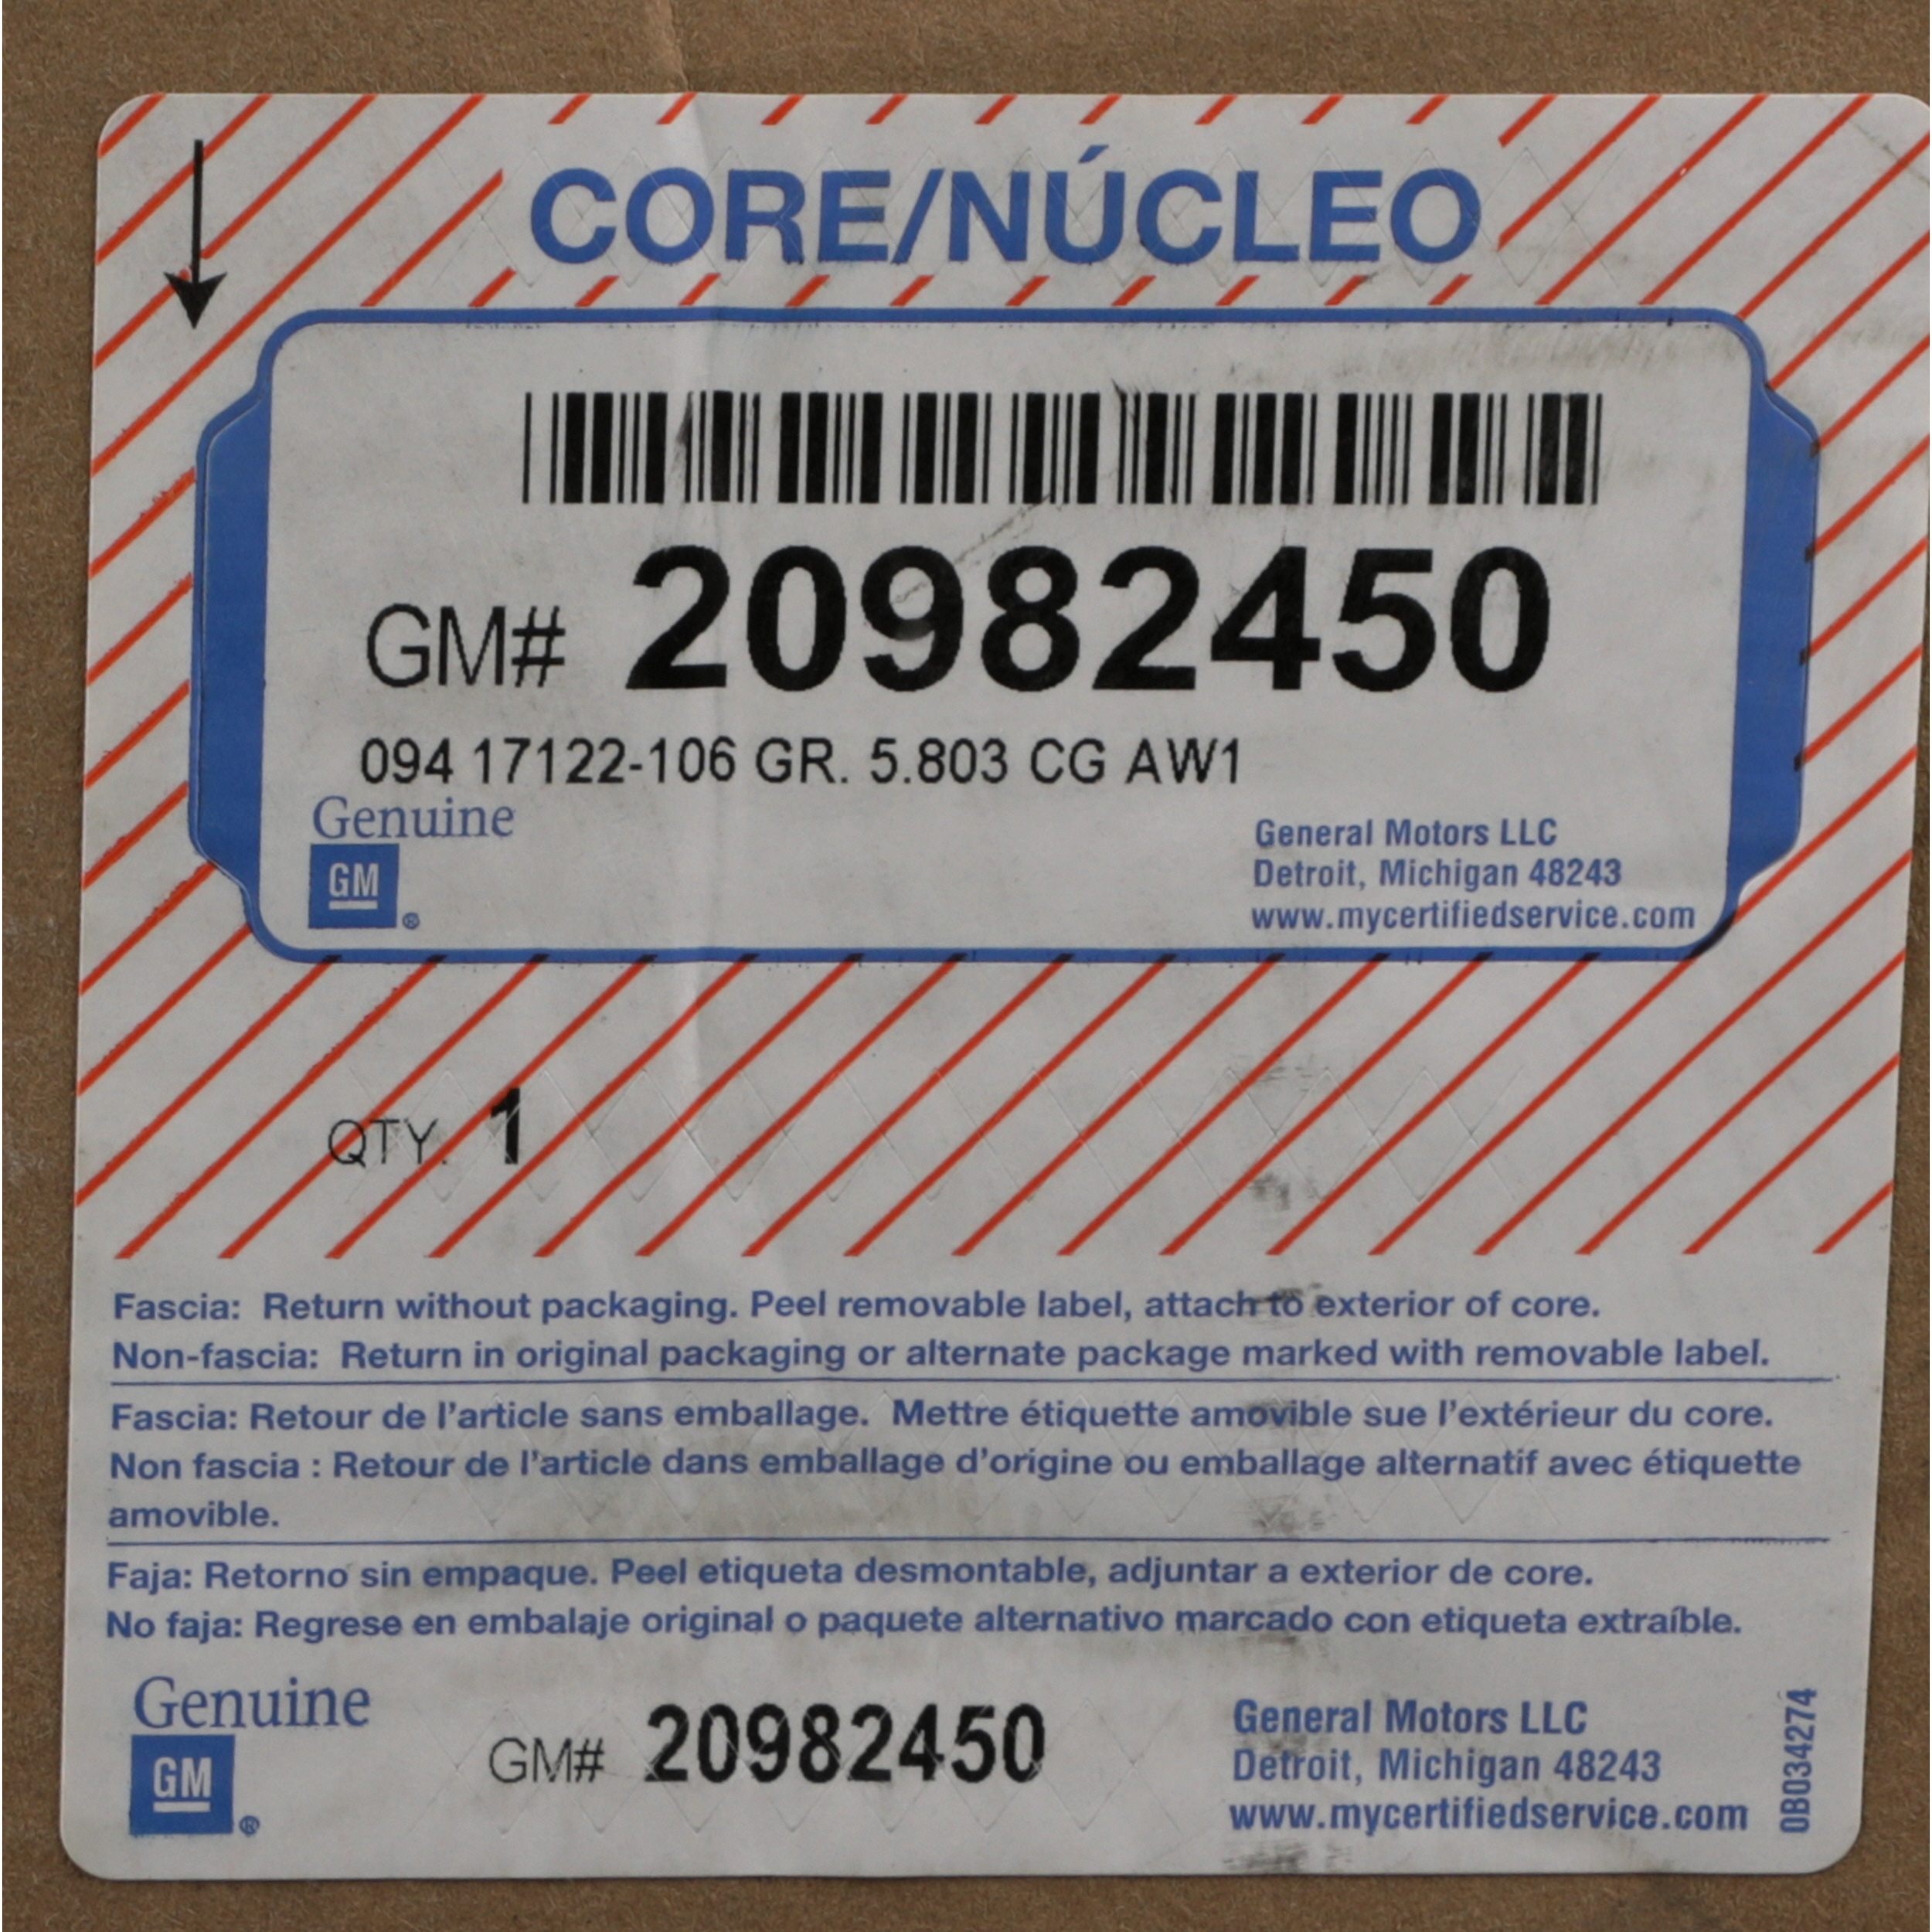 CORE/NÚCLEO
GM# 20982450
094 17122-106 GR. 5.803 CG AW1
Genuine
GM®
General Motors LLC
Detroit, Michigan 48243
www.mycertifiedservice.com
QTY. 1
Fascia: Return without packaging. Peel removable label, attach to exterior of core.
Non-fascia: Return in original packaging or alternate package marked with removable label.
Fascia: Retour de l'article sans emballage. Mettre étiquette amovible sue l'extérieur du core.
Non fascia : Retour de l'article dans emballage d'origine ou emballage alternatif avec étiquette
amovible.
Faja: Retorno sin empaque. Peel etiqueta desmontable, adjuntar a exterior de core.
No faja: Regrese en embalaje original o paquete alternativo marcado con etiqueta extraíble.
Genuine
GM®
GM# 20982450
General Motors LLC
Detroit, Michigan 48243
www.mycertifiedservice.com
0B034274